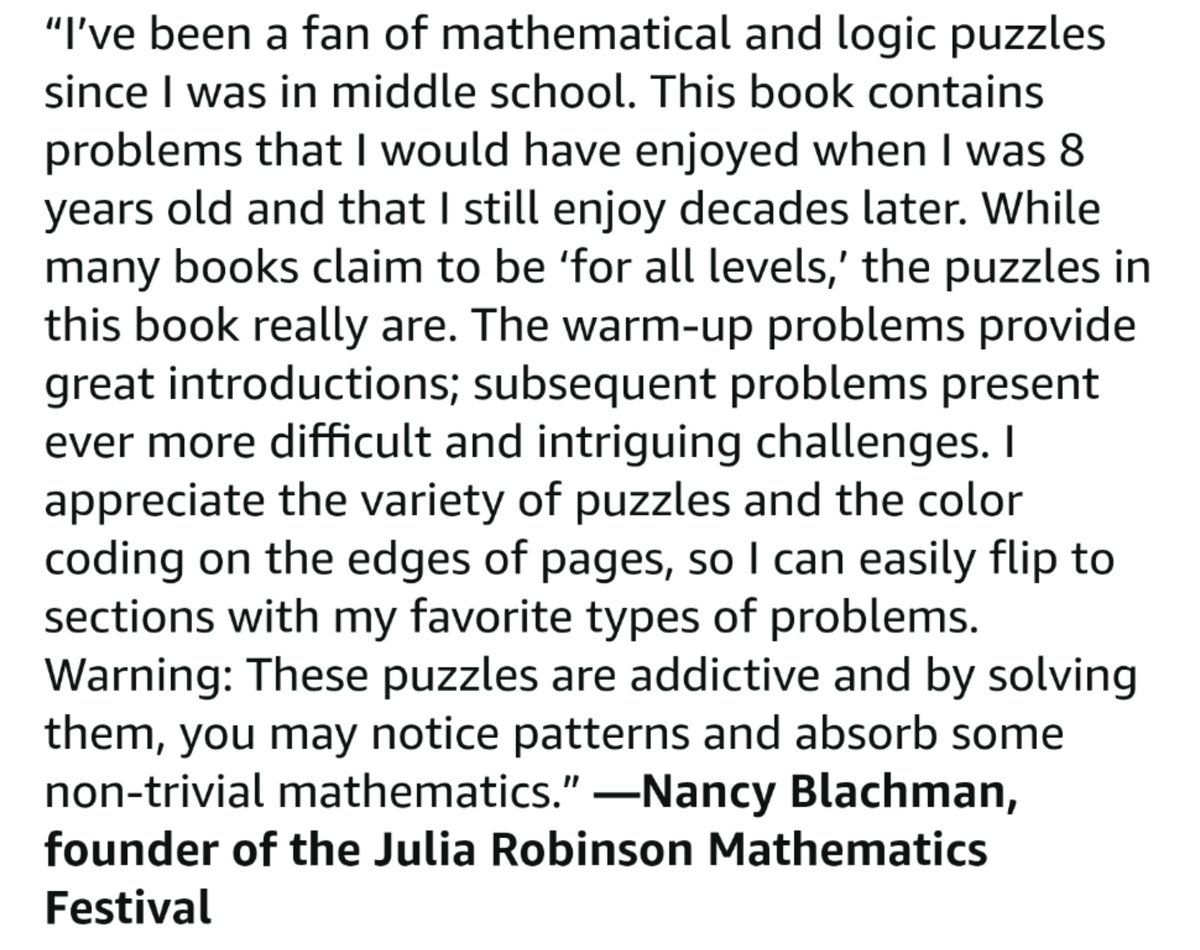 “I’ve been a fan of mathematical and logic puzzles
since I was in middle school. This book contains
problems that I would have enjoyed when I was 8
years old and that I still enjoy decades later. While
many books claim to be ‘for all levels,’ the puzzles in
this book really are. The warm-up problems provide
great introductions; subsequent problems present
ever more difficult and intriguing challenges. I
appreciate the variety of puzzles and the color
coding on the edges of pages, so I can easily flip to
sections with my favorite types of problems.
Warning: These puzzles are addictive and by solving
them, you may notice patterns and absorb some
non-trivial mathematics.” —Nancy Blachman,
founder of the Julia Robinson Mathematics
Festival